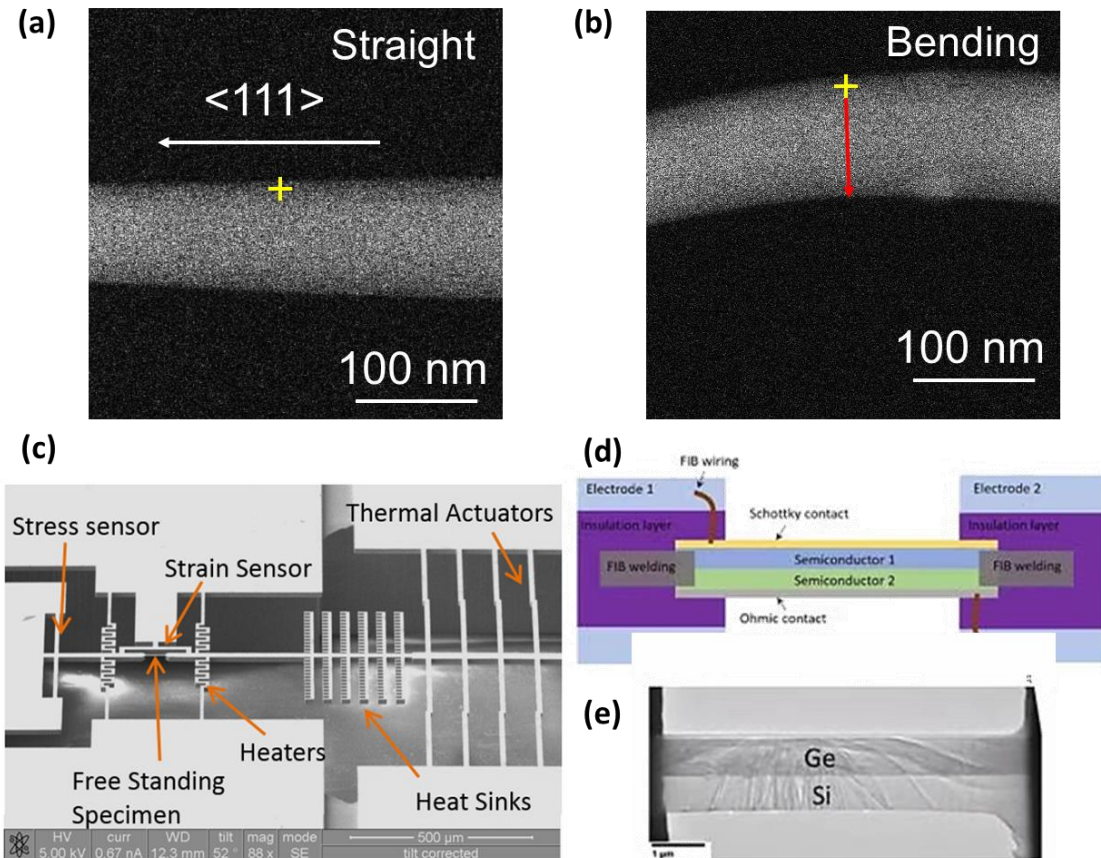 (a)
Straight
<111>
100 nm
(b)
Bending
100 nm
(c)
Stress sensor
Thermal Actuators
Strain Sensor
Heaters
Free Standing
Specimen
Heat Sinks
HV
curr
WD
tilt
mag
mode
500 µm
5.00 kV
0.67 nA
12.3 mm
52 °
88 x
SE
tilt corrected
(d)
FIB wiring
Electrode 1
Electrode 2
Schottky contact
Insulation layer
Insulation layer
Semiconductor 1
FIB welding
FIB welding
Semiconductor 2
Ohmic contact
(e)
Ge
Si
1 µm